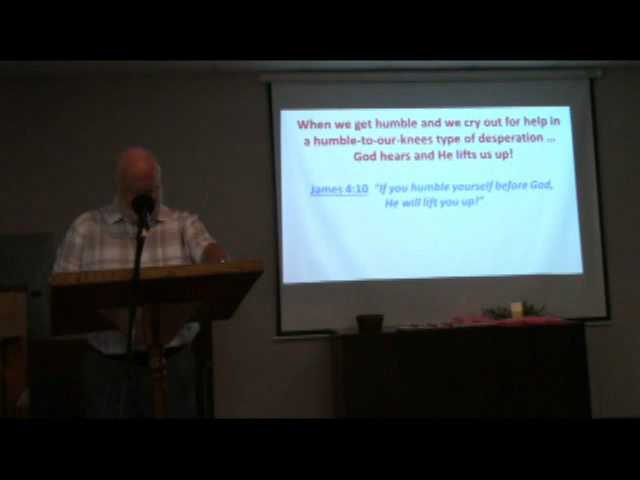 When we get humble and we cry out for help in
a humble-to-our-knees type of desperation ...
God hears and He lifts us up!
James 4:10 "If you humble yourself before God,
He will lift you up!"